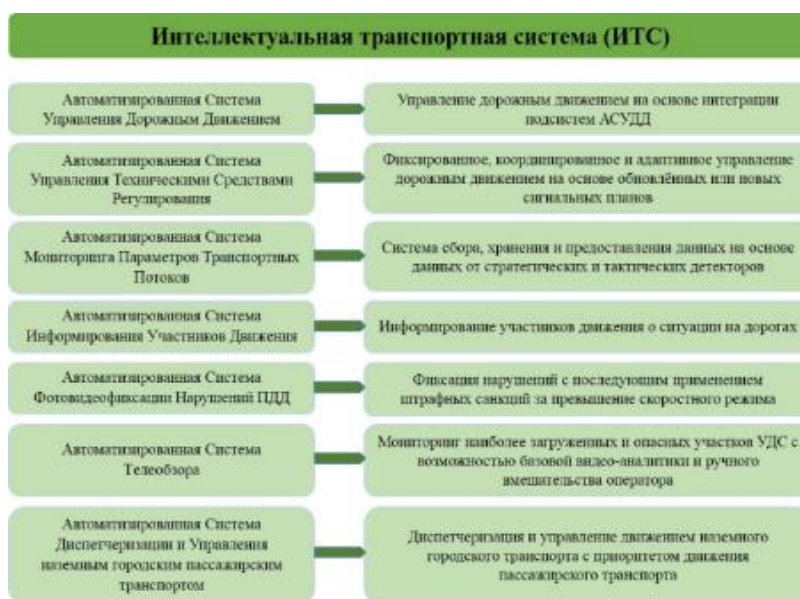 Интеллектуальная транспортная система (ИТС)
Автоматизированная Система
Управления Дорожным Движением
Управление дорожным движением на основе интеграции
подсистем АСУДД
Автоматизированная Система
Управления Техническими Средствами
Регулирования
Фиксированное, координированное и адаптивное управление
дорожным движением на основе обновлённых или новых
сигнальных планов
Автоматизированная Система
Мониторинга Параметров Транспортных
Потоков
Система сбора, хранения и предоставления данных на основе
данных от стратегических и тактических детекторов
Автоматизированная Система
Информирования Участников Движения
Информирование участников движения о ситуации на дорогах
Автоматизированная Система
Фотовидеофиксации Нарушений ПДД
Фиксация нарушений с последующим применением
штрафных санкций за превышение скоростного режима
Автоматизированная Система
Телеобзора
Мониторинг наиболее загруженных и опасных участков УДС с
возможностью базовой видео-аналитики и ручного
вмешательства оператора
Автоматизированная Система
Диспетчеризации и Управления
наземным городским пассажирским
транспортом
Диспетчеризация и управление движением наземного
городского транспорта с приоритетом движения
пассажирского транспорта